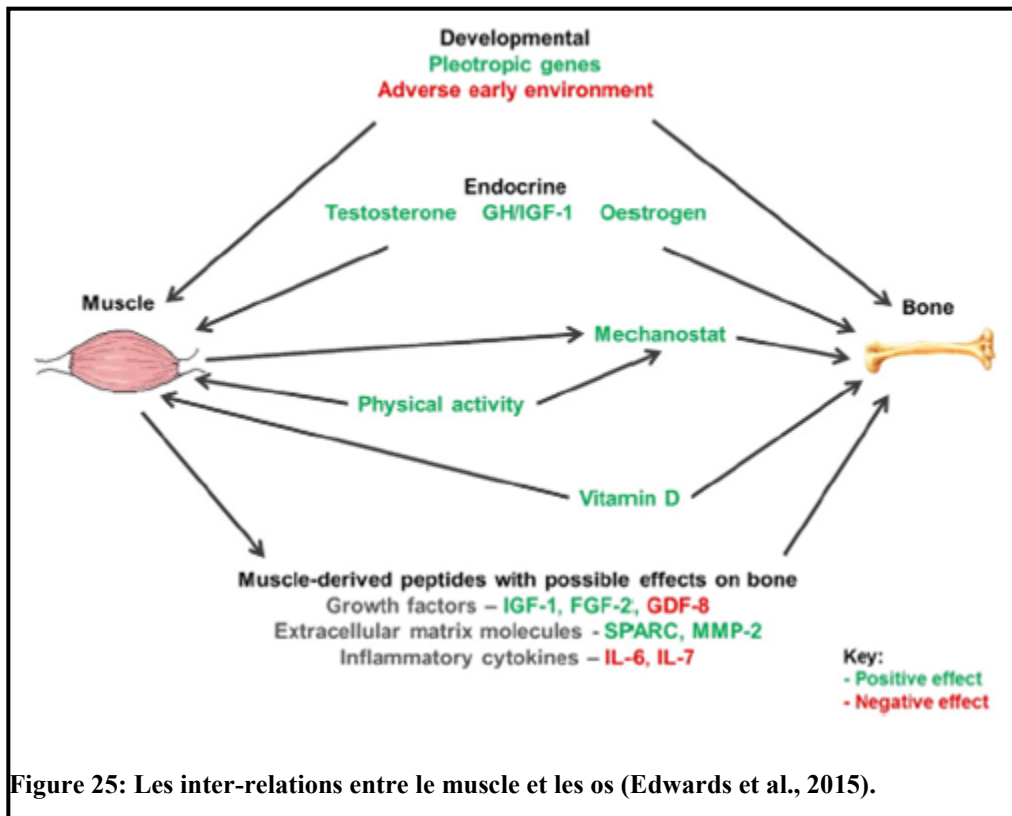 Developmental
Pleotropic genes
Adverse early environment
Endocrine
Testosterone GH/IGF-1 Oestrogen
Muscle
Bone
Mechanostat
Physical activity
Vitamin D
Muscle-derived peptides with possible effects on bone
Growth factors – IGF-1, FGF-2, GDF-8
Extracellular matrix molecules - SPARC, MMP-2
Inflammatory cytokines – IL-6, IL-7
Key:
- Positive effect
- Negative effect
Figure 25: Les inter-relations entre le muscle et les os (Edwards et al., 2015).